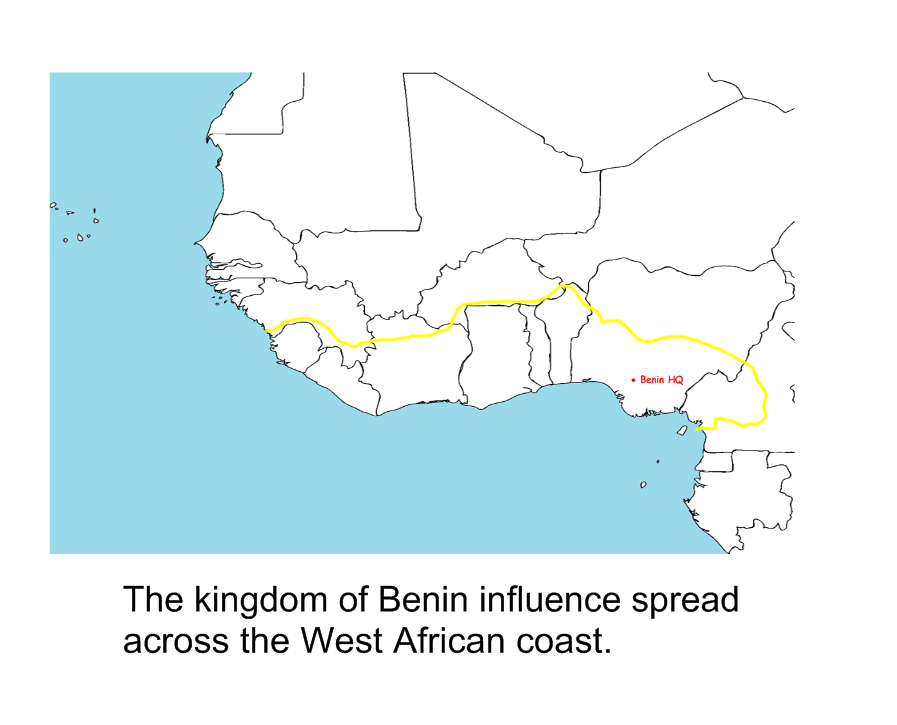 Benin HQ
The kingdom of Benin influence spread
across the West African coast.